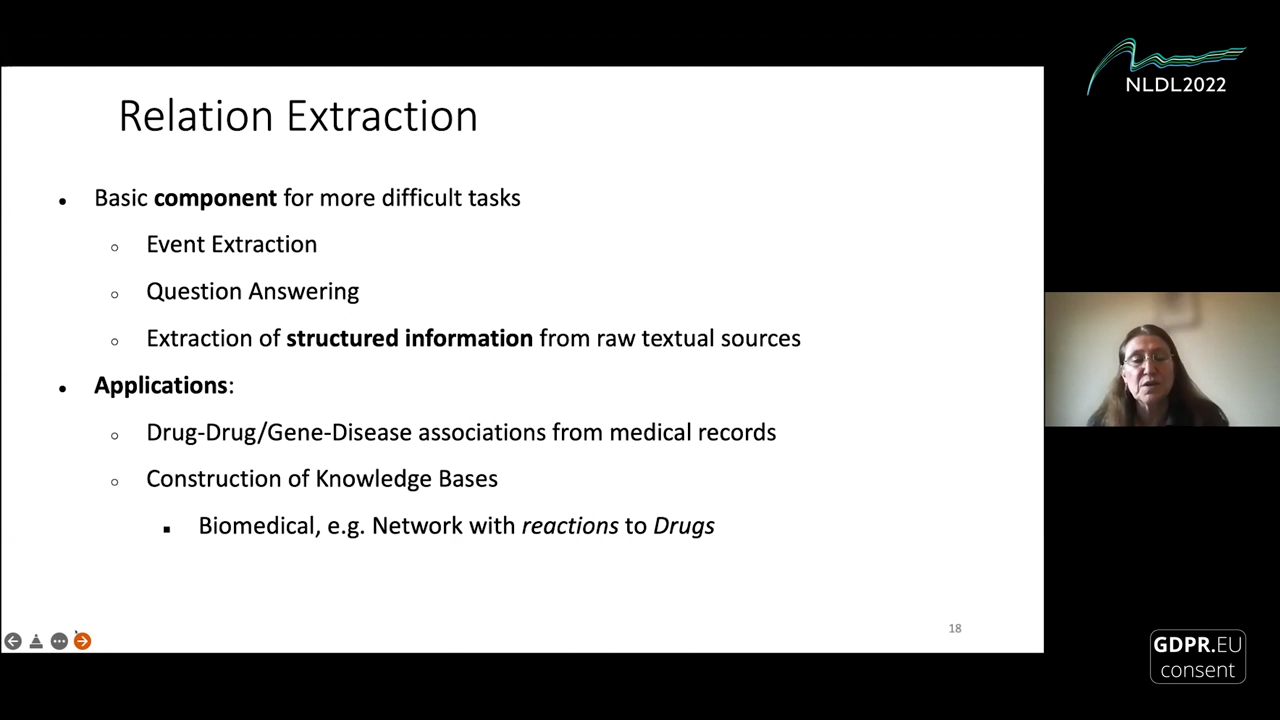 NLDL2022
Relation Extraction
• Basic component for more difficult tasks
○ Event Extraction
○ Question Answering
○ Extraction of structured information from raw textual sources
• Applications:
○ Drug-Drug/Gene-Disease associations from medical records
○ Construction of Knowledge Bases
▪ Biomedical, e.g. Network with reactions to Drugs
18
GDPR.EU
consent